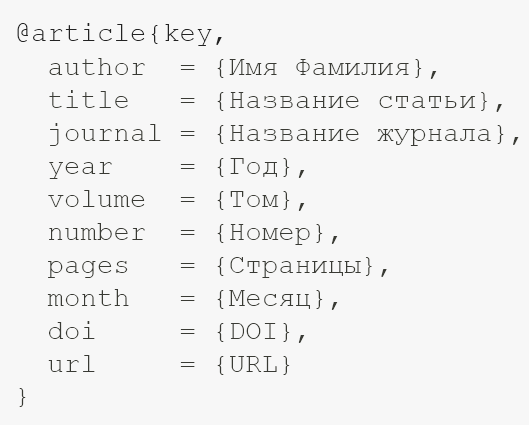 @article{key,
  author  = {Имя Фамилия},
  title   = {Название статьи},
  journal = {Название журнала},
  year    = {Год},
  volume  = {Том},
  number  = {Номер},
  pages   = {Страницы},
  month   = {Месяц},
  doi     = {DOI},
  url     = {URL}
}